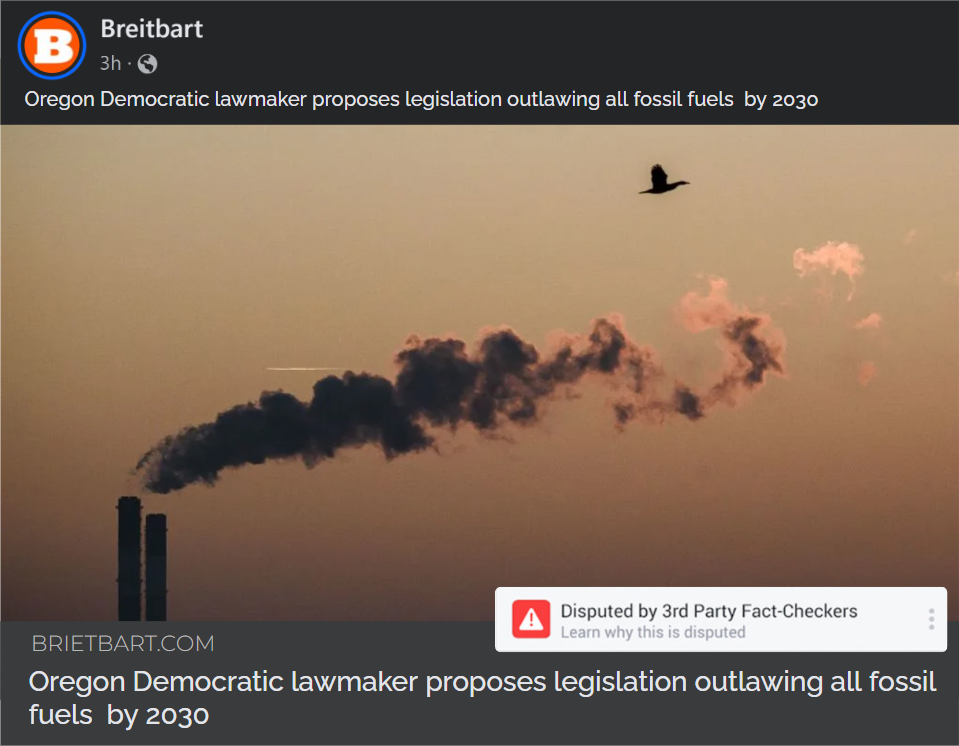 B
Breitbart
3h ·
Oregon Democratic lawmaker proposes legislation outlawing all fossil fuels  by 2030
Disputed by 3rd Party Fact-Checkers
Learn why this is disputed
BRIETBART.COM
Oregon Democratic lawmaker proposes legislation outlawing all fossil
fuels  by 2030